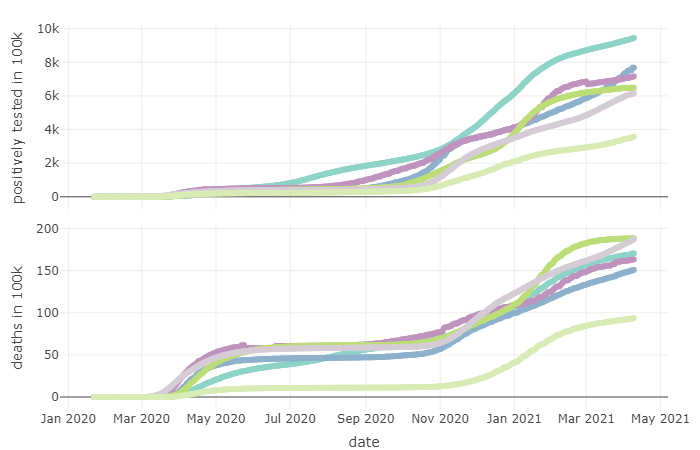 positively tested in 100k
10k
8k
6k
4k
2k
0
deaths in 100k
200
150
100
50
0
Jan 2020 Mar 2020 May 2020 Jul 2020 Sep 2020 Nov 2020 Jan 2021 Mar 2021 May 2021
date